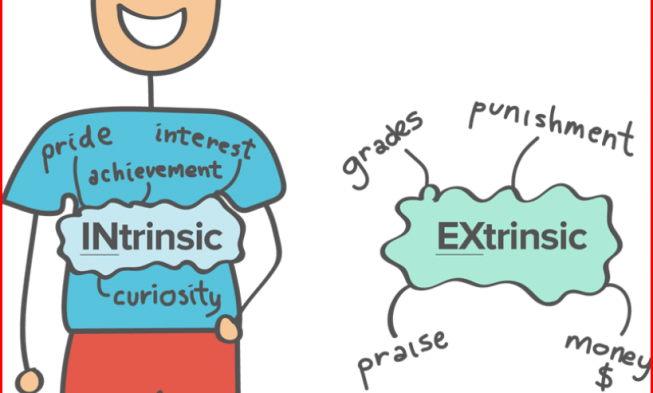 pride
interest
achievement
INtrinsic
curiosity
grades
punishment
EXtrinsic
praise
money
$